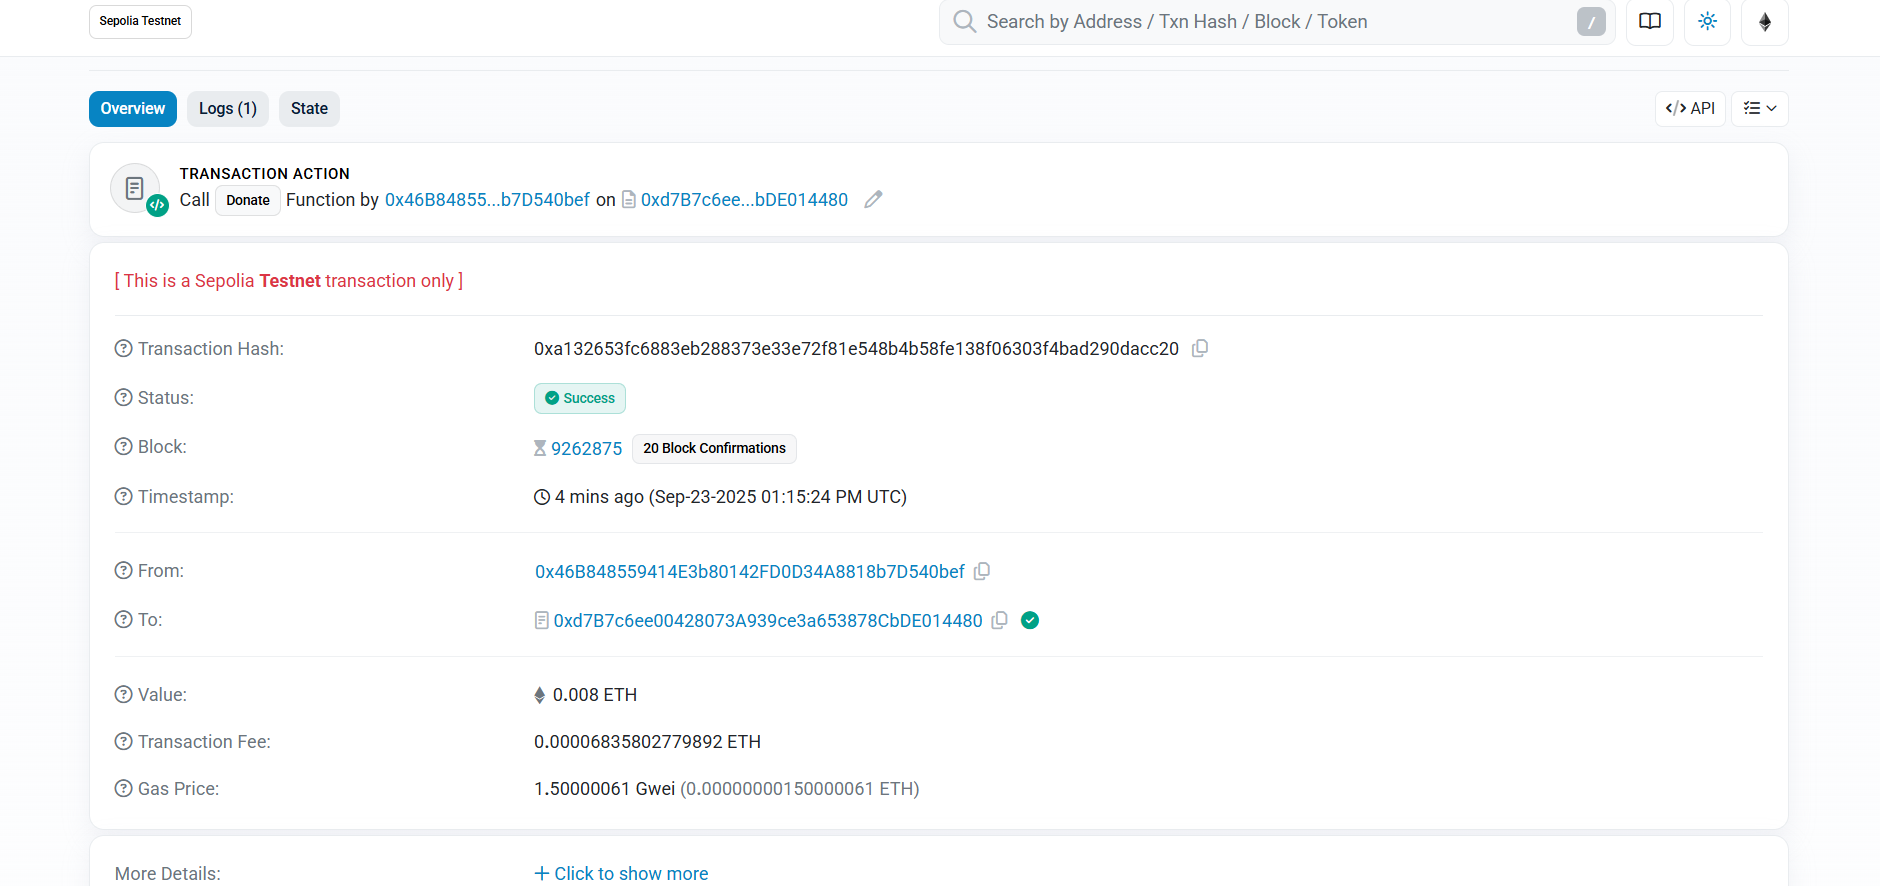 Sepolia Testnet
Search by Address / Txn Hash / Block / Token /
Overview Logs (1) State </> API
TRANSACTION ACTION
Call Donate Function by 0x46B84855...b7D540bef on 0xd7B7c6ee...bDE014480
[ This is a Sepolia Testnet transaction only ]
Transaction Hash: 0xa132653fc6883eb288373e33e72f81e548b4b58fe138f06303f4bad290dacc20
Status: Success
Block: 9262875 20 Block Confirmations
Timestamp: 4 mins ago (Sep-23-2025 01:15:24 PM UTC)
From: 0x46B848559414E3b80142FD0D34A8818b7D540bef
To: 0xd7B7c6ee00428073A939ce3a653878CbDE014480
Value: 0.008 ETH
Transaction Fee: 0.00006835802779892 ETH
Gas Price: 1.50000061 Gwei (0.00000000150000061 ETH)
More Details: + Click to show more